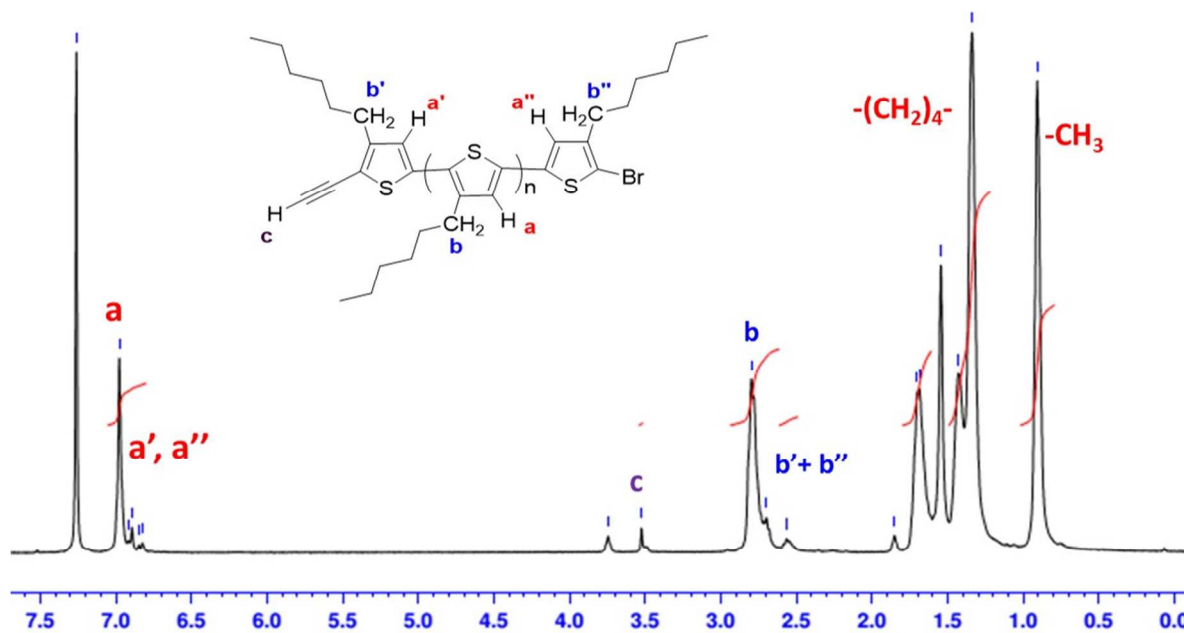 b'
b''
CH2
H a'
a'' H
H2C
-(CH2)4-
-CH3
S
S
S
n
Br
H
c
H a
CH2
b
a
a', a''
b
b'+ b''
c
7.5 7.0 6.5 6.0 5.5 5.0 4.5 4.0 3.5 3.0 2.5 2.0 1.5 1.0 0.5 0.0